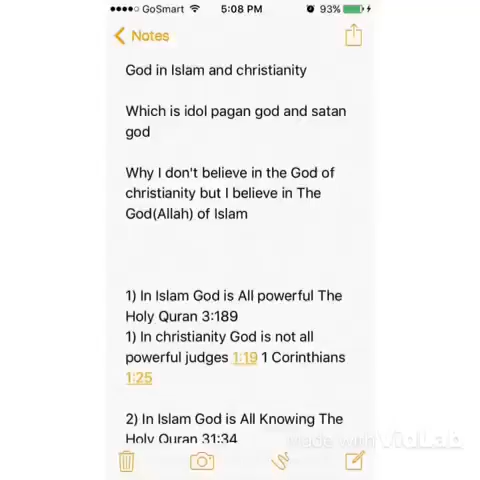 GoSmart 5:08 PM 93%
Notes
God in Islam and christianity
Which is idol pagan god and satan
god
Why I don't believe in the God of
christianity but I believe in The
God(Allah) of Islam
1) In Islam God is All powerful The
Holy Quran 3:189
1) In christianity God is not all
powerful judges 1:19 1 Corinthians
1:25
2) In Islam God is All Knowing The
Holy Quran 31:34
Made with VidLab